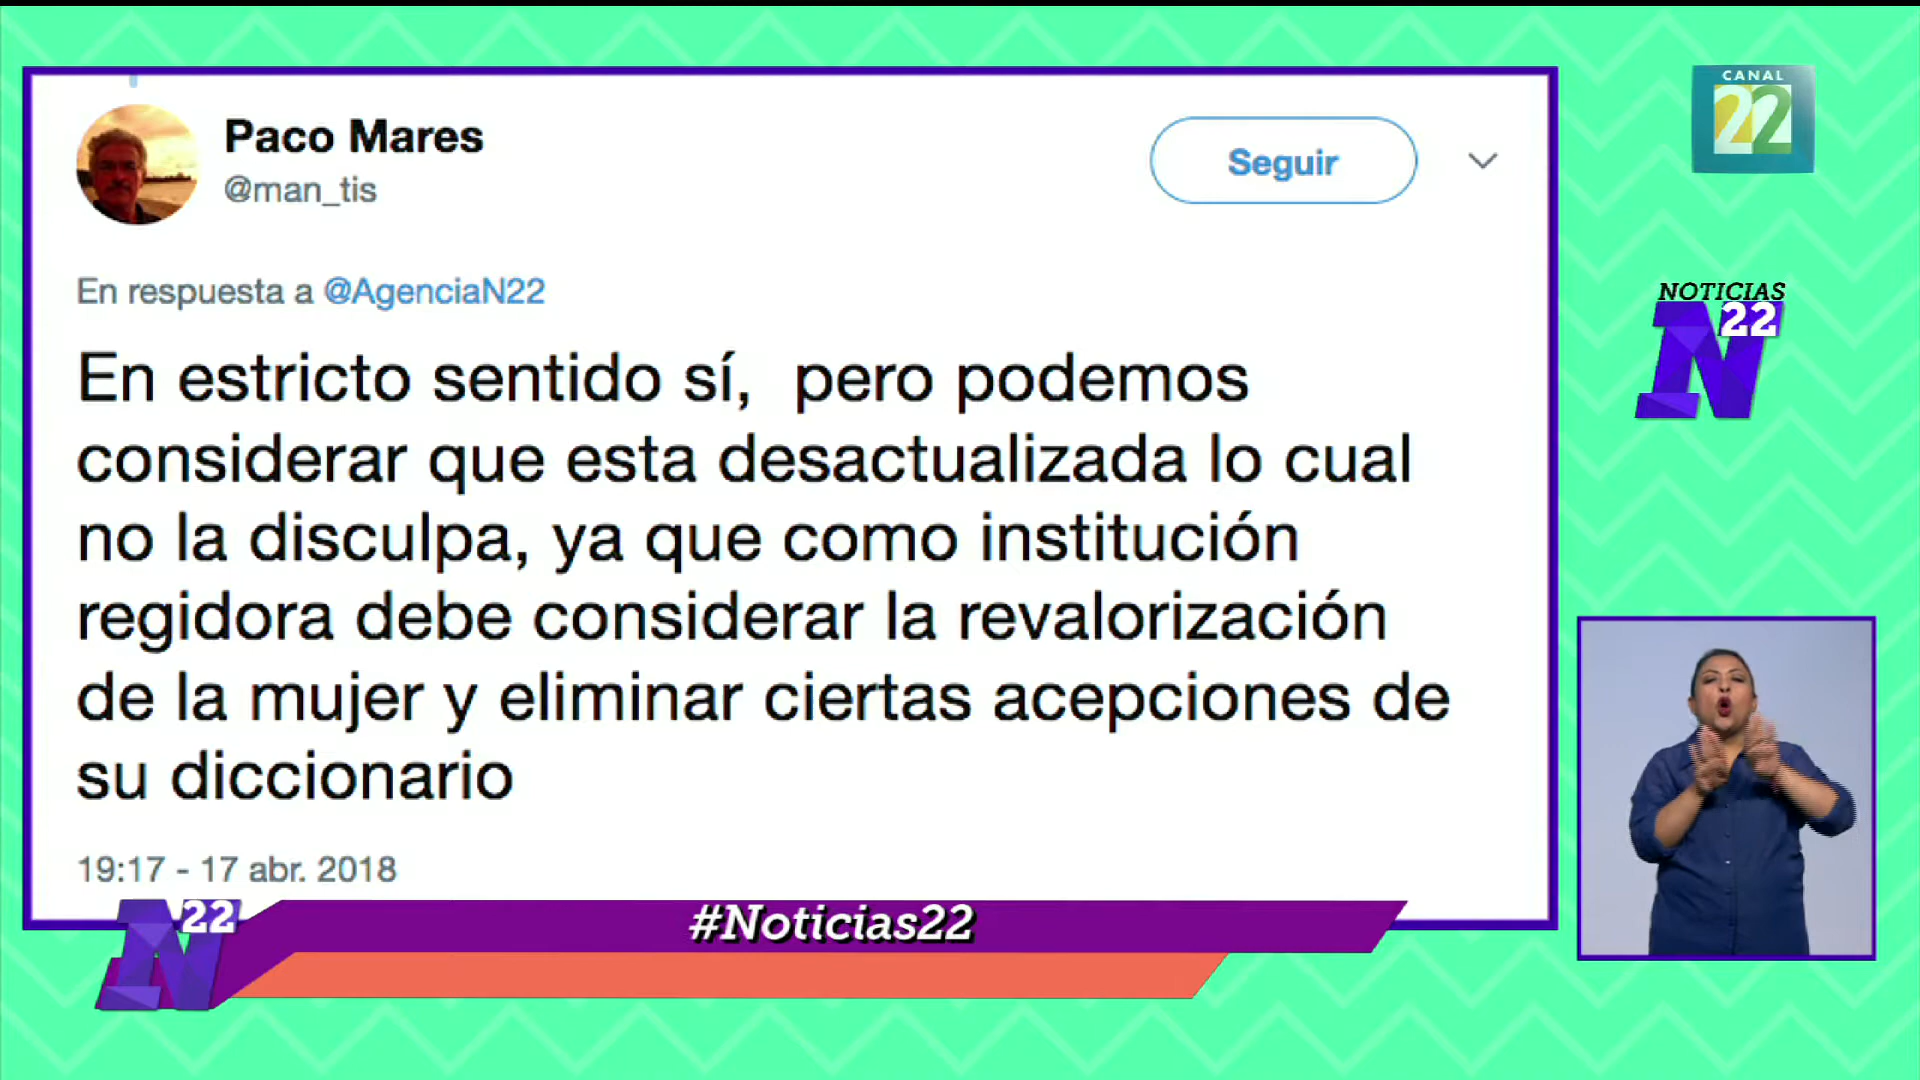 Paco Mares
@man_tis
Seguir
En respuesta a @AgenciaN22
En estricto sentido sí,  pero podemos
considerar que esta desactualizada lo cual
no la disculpa, ya que como institución
regidora debe considerar la revalorización
de la mujer y eliminar ciertas acepciones de
su diccionario
19:17 - 17 abr. 2018
N22
#Noticias22
CANAL
22
NOTICIAS
N22